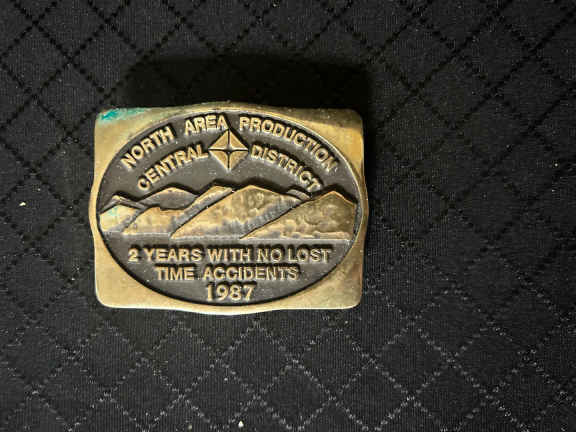 NORTH AREA PRODUCTION
CENTRAL DISTRICT
2 YEARS WITH NO LOST
TIME ACCIDENTS
1987